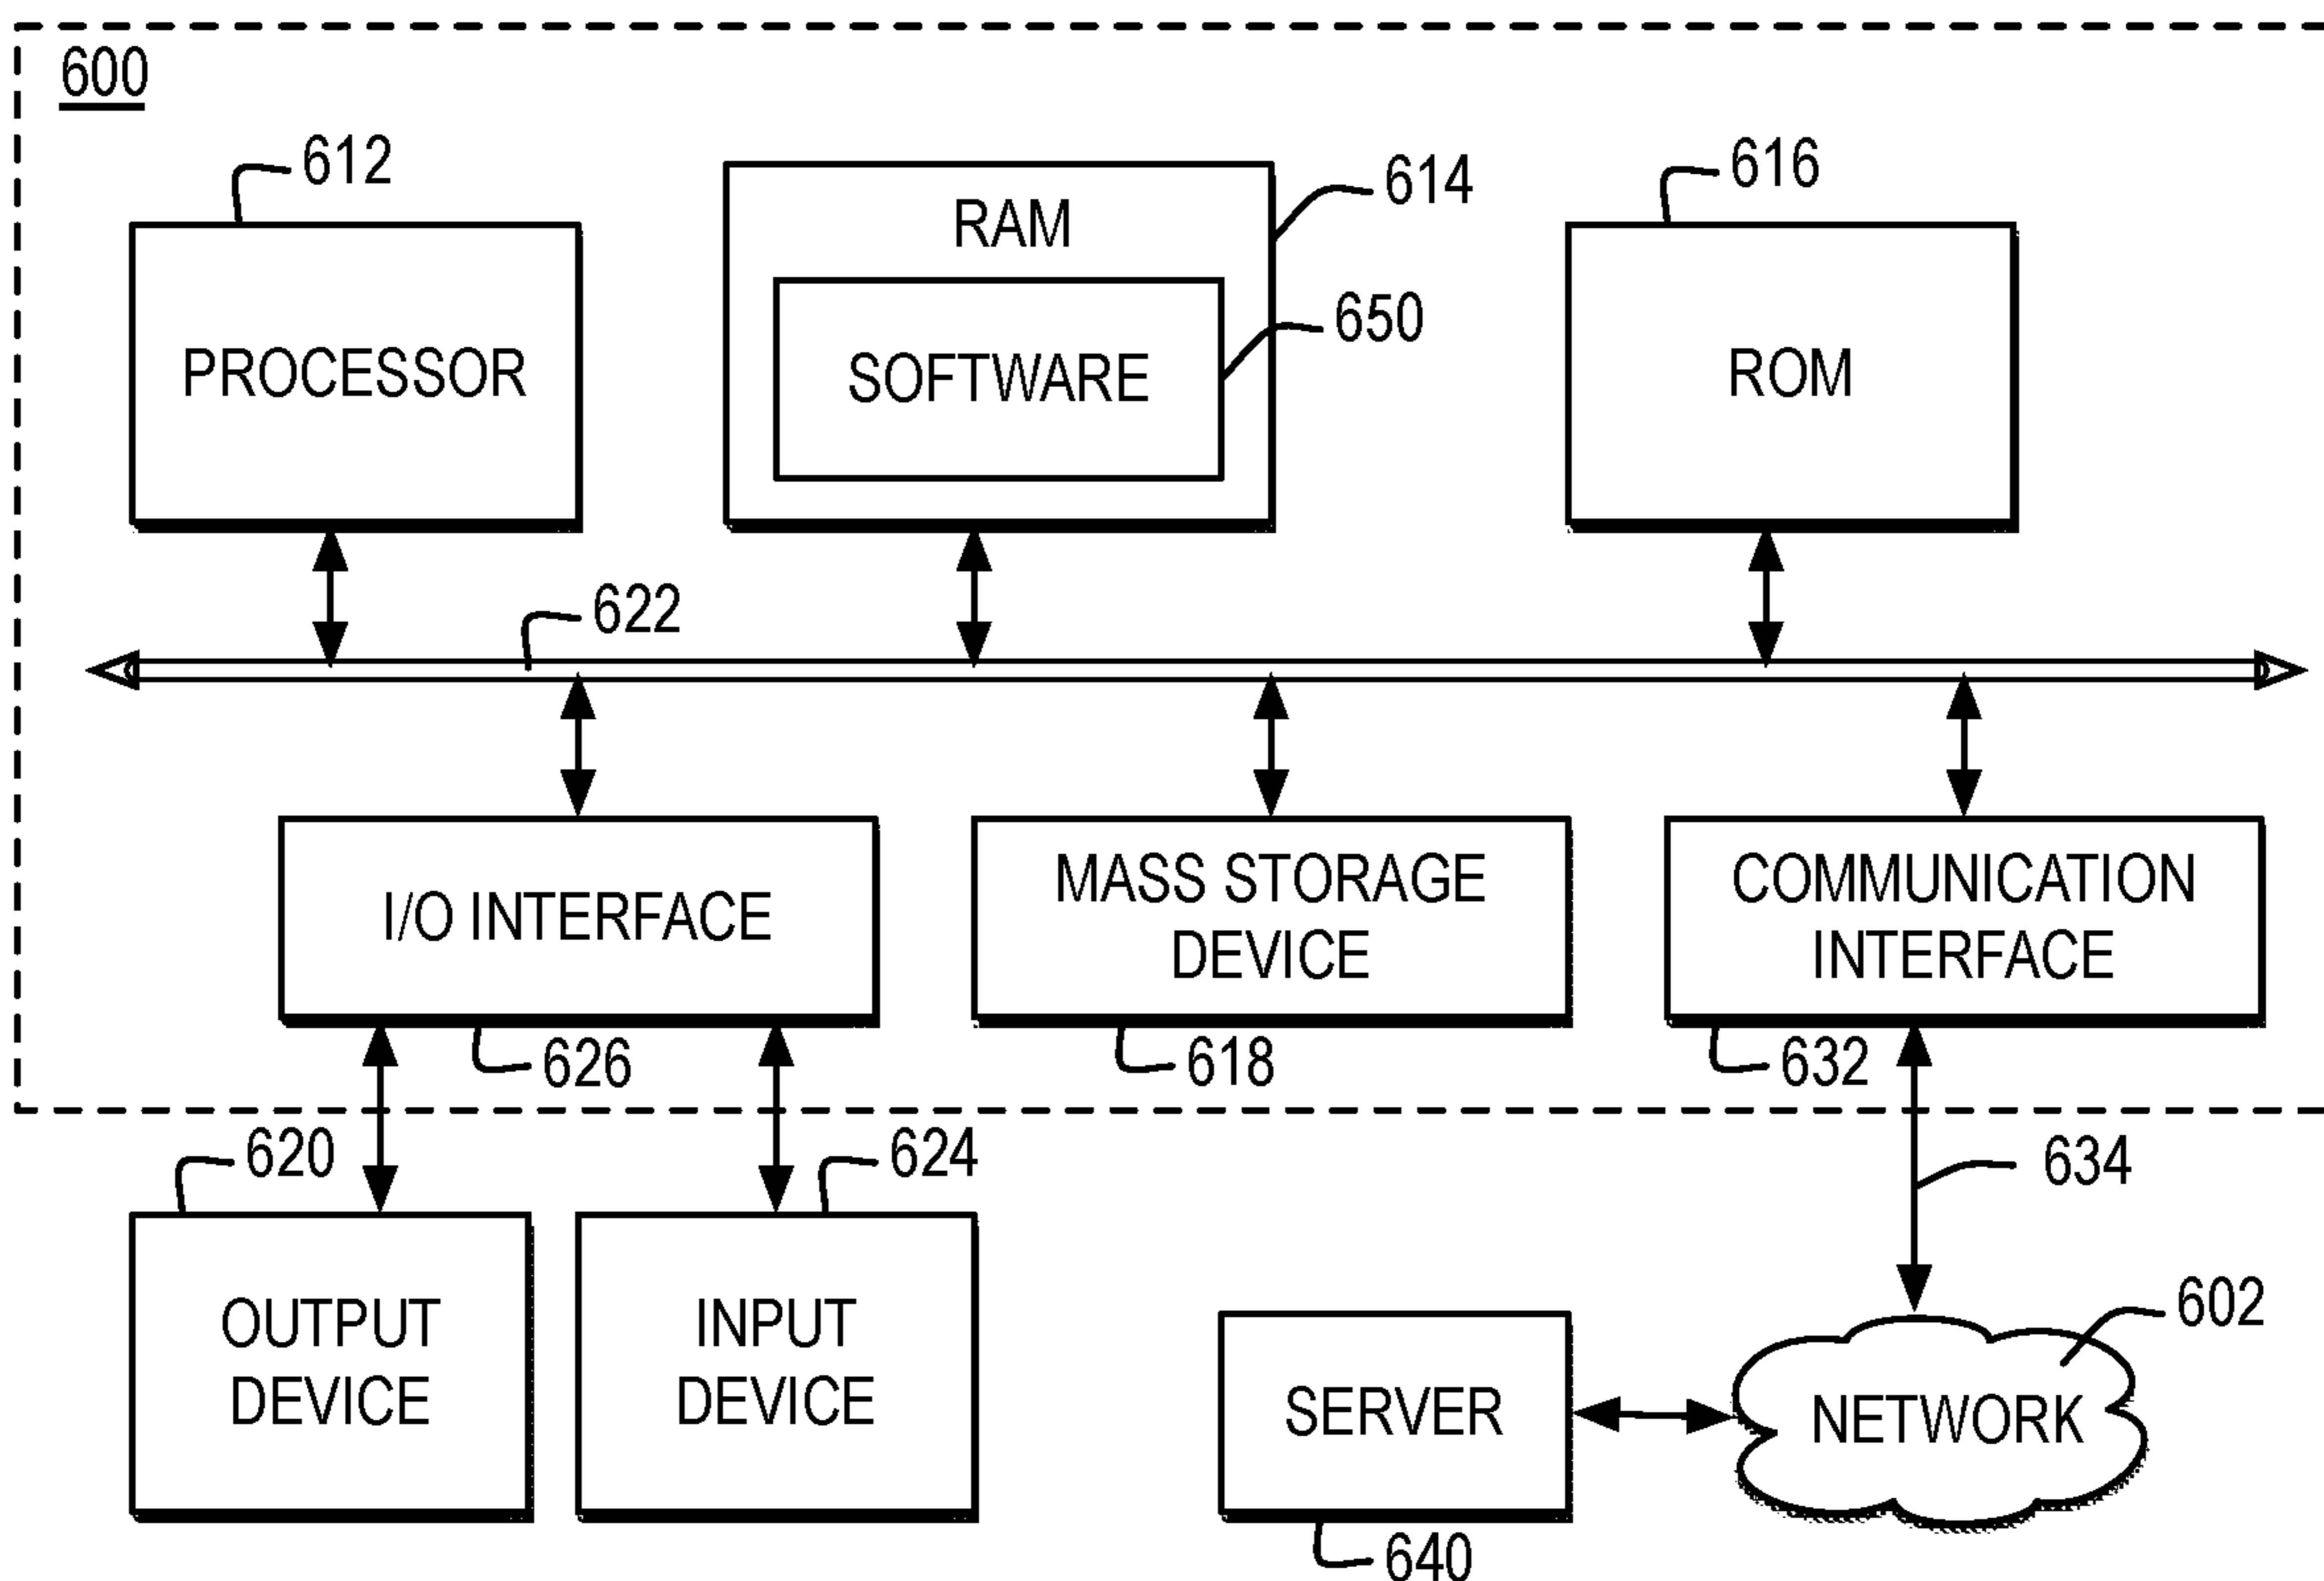 600
612
614
616
RAM
650
PROCESSOR
SOFTWARE
ROM
622
I/O INTERFACE
MASS STORAGE
DEVICE
COMMUNICATION
INTERFACE
626
618
632
620
624
634
OUTPUT
DEVICE
INPUT
DEVICE
602
SERVER
NETWORK
640